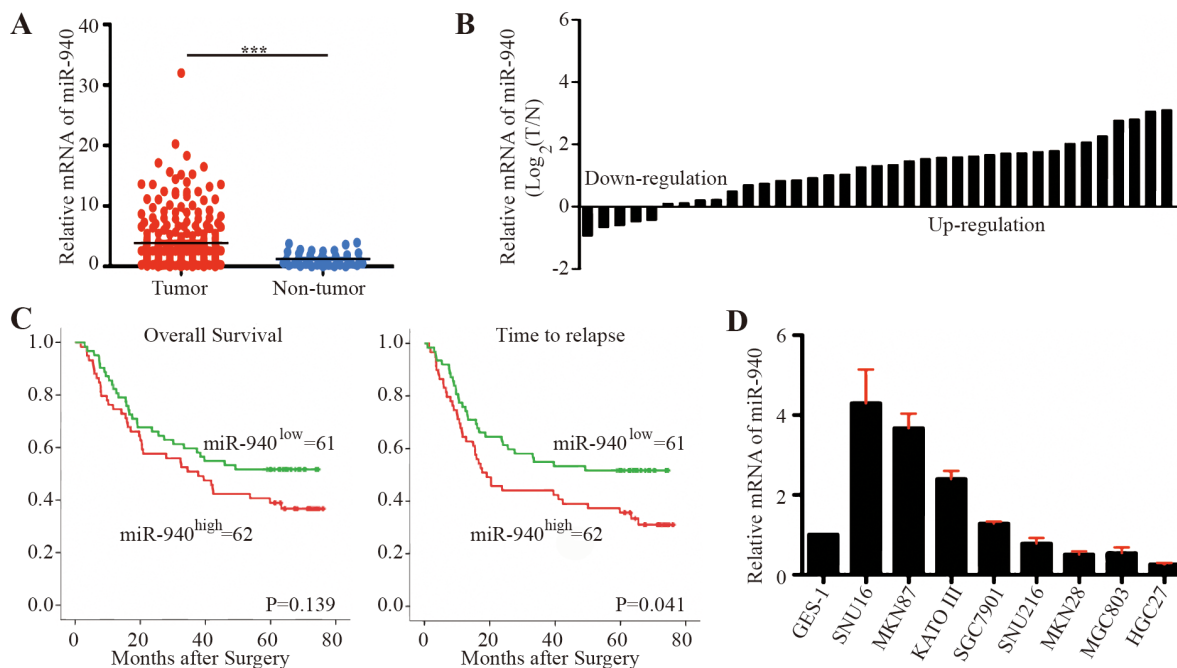 A
Relative mRNA of miR-940
40
30
20
10
0
***
Tumor
Non-tumor
B
Relative mRNA of miR-940
(Log2(T/N)
6
4
2
0
-2
Down-regulation
Up-regulation
C
Overall Survival
1.0
0.8
0.6
0.4
0.2
0.0
miR-940low=61
miR-940high=62
P=0.139
0
20
40
60
80
Months after Surgery
Time to relapse
1.0
0.8
0.6
0.4
0.2
0.0
miR-940low=61
miR-940high=62
P=0.041
0
20
40
60
80
Months after Surgery
D
Relative mRNA of miR-940
6
4
2
0
GES-1
SNU16
MKN87
KATO III
SGC7901
SNU216
MKN28
MGC803
HGC27